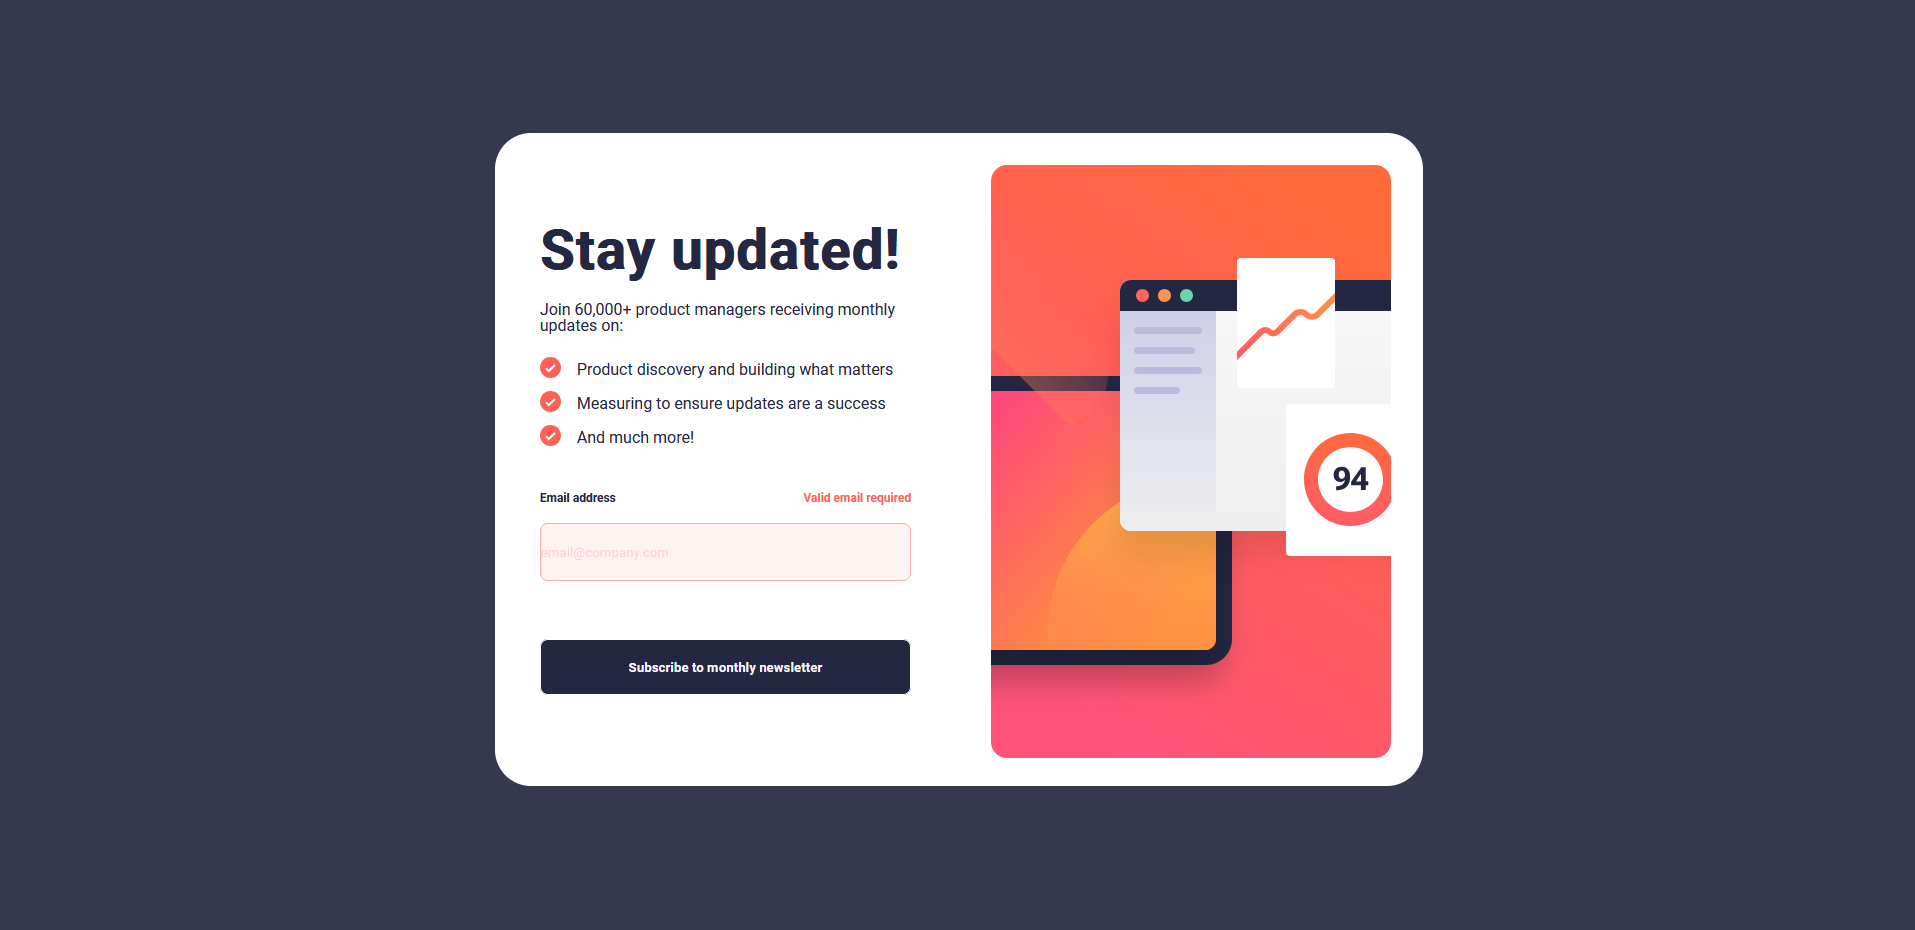 Stay updated!
Join 60,000+ product managers receiving monthly
updates on:
Product discovery and building what matters
Measuring to ensure updates are a success
And much more!
Email address
Valid email required
email@company.com
Subscribe to monthly newsletter
94